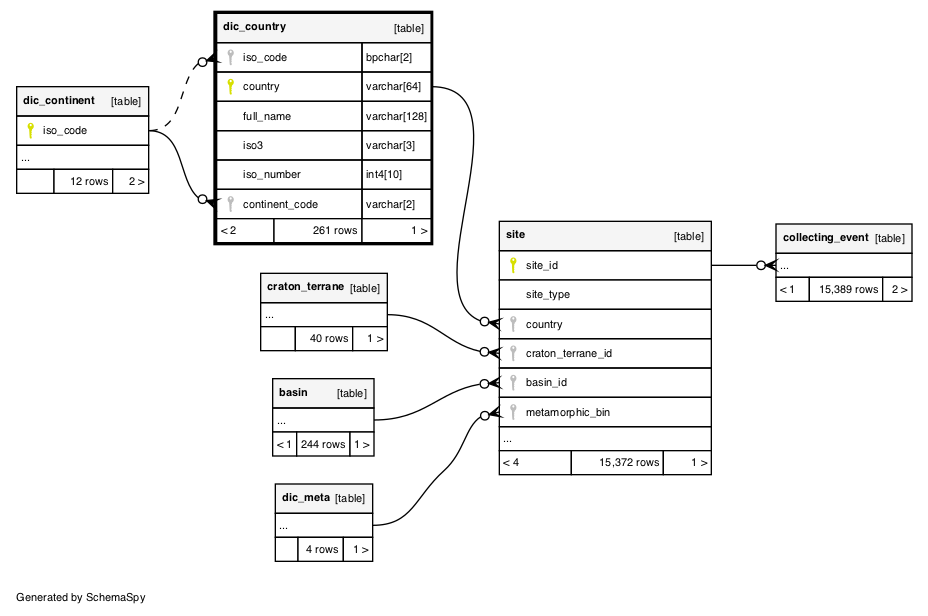 dic_country [table]
iso_code bpchar[2]
country varchar[64]
full_name varchar[128]
iso3 varchar[3]
iso_number int4[10]
continent_code varchar[2]
< 2 261 rows 1 >
dic_continent [table]
iso_code
...
12 rows 2 >
site [table]
site_id
site_type
country
craton_terrane_id
basin_id
metamorphic_bin
...
< 4 15,372 rows 1 >
collecting_event [table]
...
< 1 15,389 rows 2 >
craton_terrane [table]
...
40 rows 1 >
basin [table]
...
< 1 244 rows 1 >
dic_meta [table]
...
4 rows 1 >
Generated by SchemaSpy